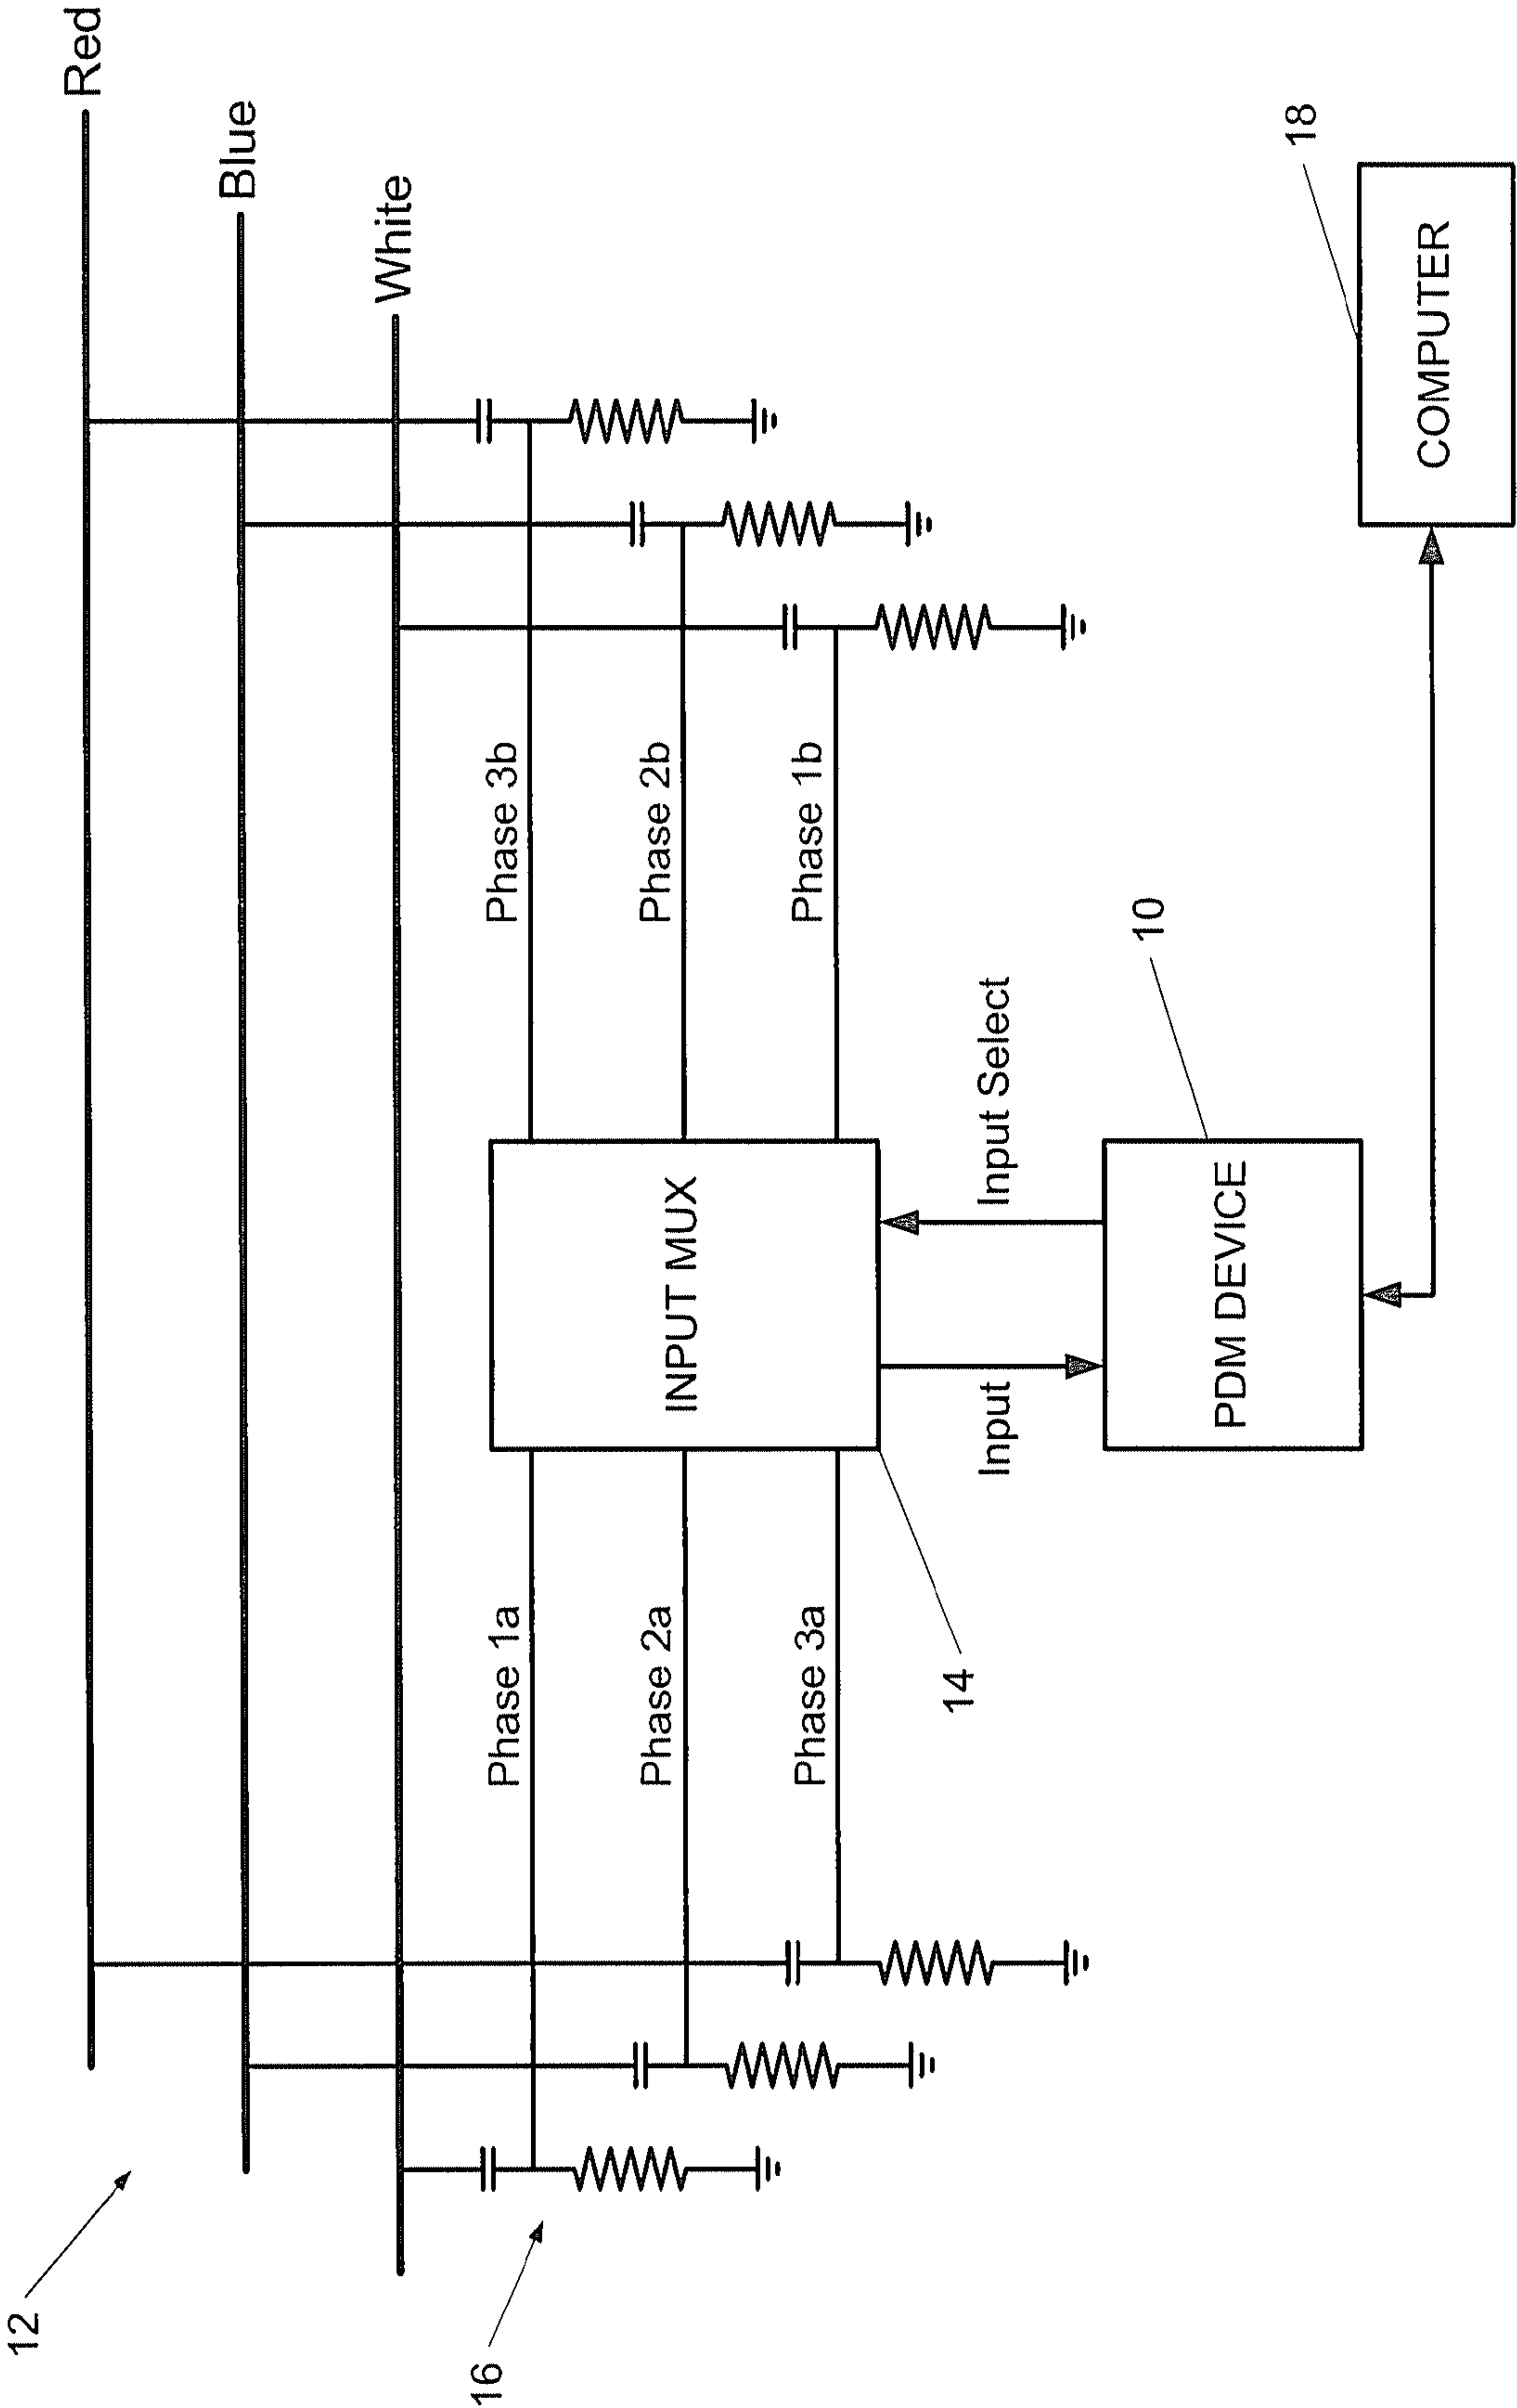 Red
Blue
White
12
16
Phase 1a
Phase 3b
Phase 2a
INPUT MUX
Phase 2b
Phase 3a
Phase 1b
14
Input
Input Select
10
PDM DEVICE
18
COMPUTER